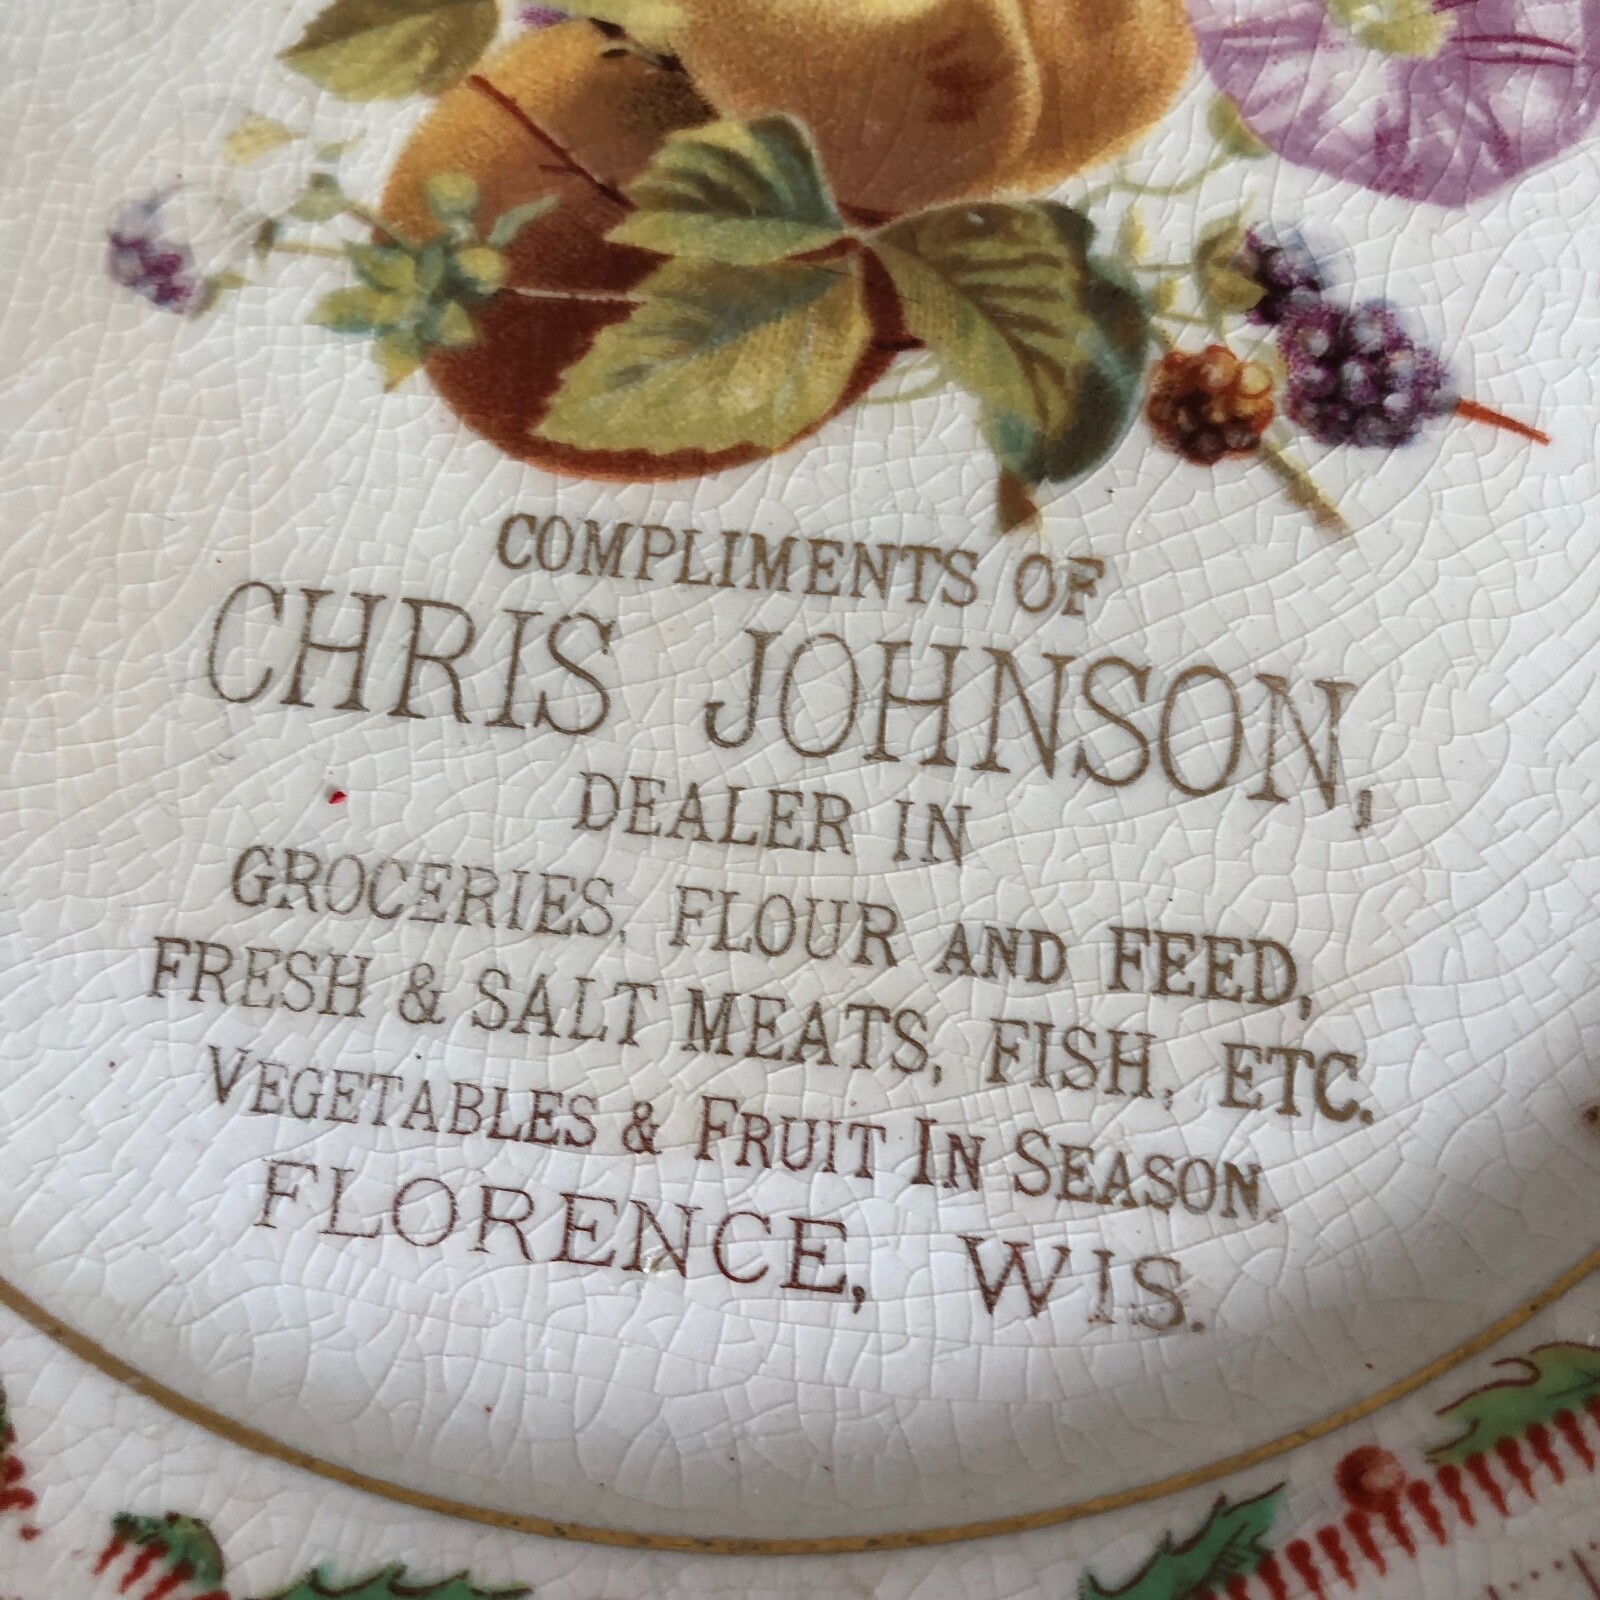 COMPLIMENTS OF
CHRIS JOHNSON,
DEALER IN
GROCERIES, FLOUR AND FEED,
FRESH & SALT MEATS, FISH, ETC.
VEGETABLES & FRUIT IN SEASON.
FLORENCE, WIS.